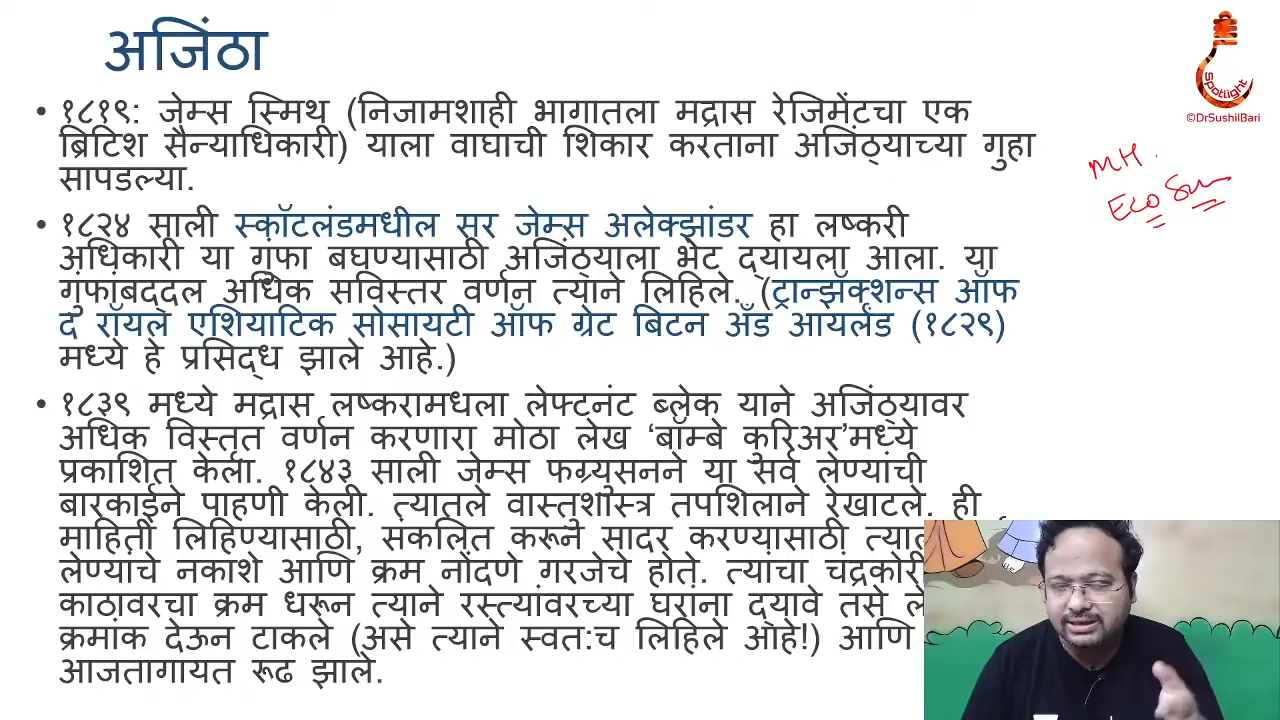 अजिंठा
• १८१९: जेम्स स्मिथ (निजामशाही भागातला मद्रास रेजिमेंटचा एक
ब्रिटिश सैन्याधिकारी) याला वाघाची शिकार करताना अजिंठ्याच्या गुहा
सापडल्या.
• १८२४ साली स्कॉटलंडमधील सर जेम्स अलेक्झांडर हा लष्करी
अधिकारी या गुंफा बघण्यासाठी अजिंठ्याला भेट द्यायला आला. या
गुंफांबद्दल अधिक सविस्तर वर्णन त्याने लिहिले. (ट्रान्झॅक्शन्स ऑफ
द रॉयल एशियाटिक सोसायटी ऑफ ग्रेट बिटन अँड आयर्लंड (१८२९)
मध्ये हे प्रसिद्ध झाले आहे.)
• १८३९ मध्ये मद्रास लष्करामधला लेफ्टनंट ब्लेक याने अजिंठ्यावर
अधिक विस्तृत वर्णन करणारा मोठा लेख ‘बॉम्बे कुरिअर’मध्ये
प्रकाशित केला. १८४३ साली जेम्स फर्ग्युसनने या सर्व लेण्यांची
बारकाईने पाहणी केली. त्यातले वास्तुशास्त्र तपशिलाने रेखाटले. ही
माहिती लिहिण्यासाठी, संकलित करून सादर करण्यासाठी
लेण्यांचे नकाशे आणि क्रम नोंदणे गरजेचे होते. त्यांचा
काठांवरचा क्रम धरून त्याने रस्त्यांवरच्या घरांना द्यावे तसे
क्रमांक देऊन टाकले (असे त्याने स्वत:च लिहिले आहे!) आणि
आजतागायत रूढ झाले.
Spotlight
©DrSushilBari
MH.
Eco